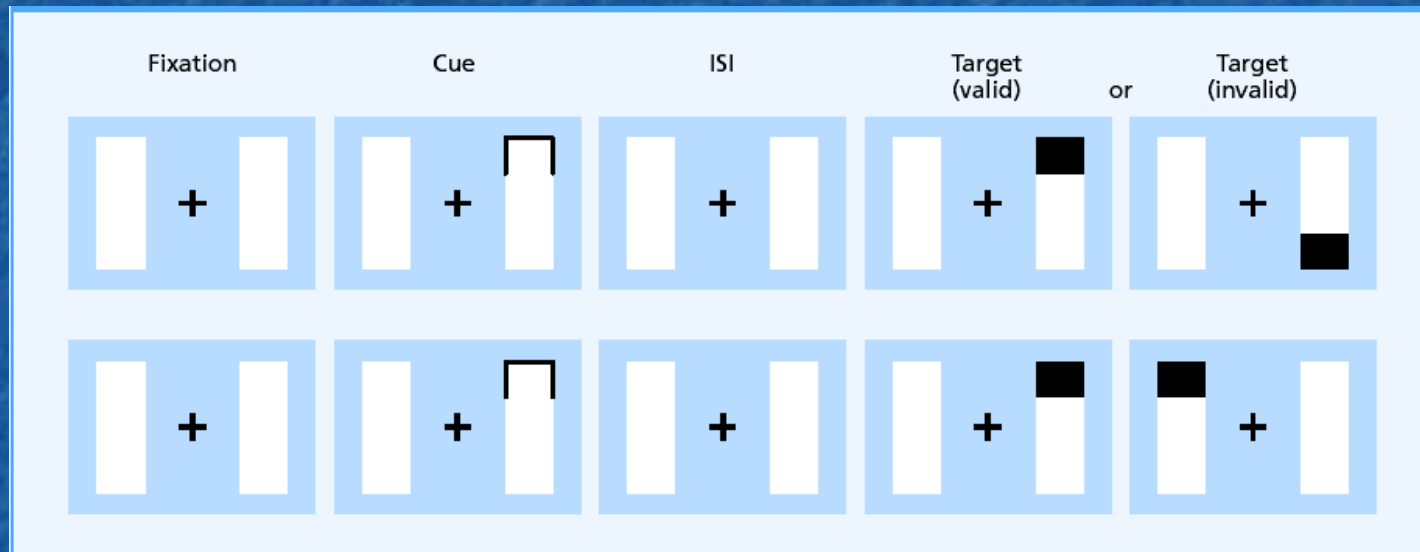 Fixation
Cue
ISI
Target
(valid)
or
Target
(invalid)